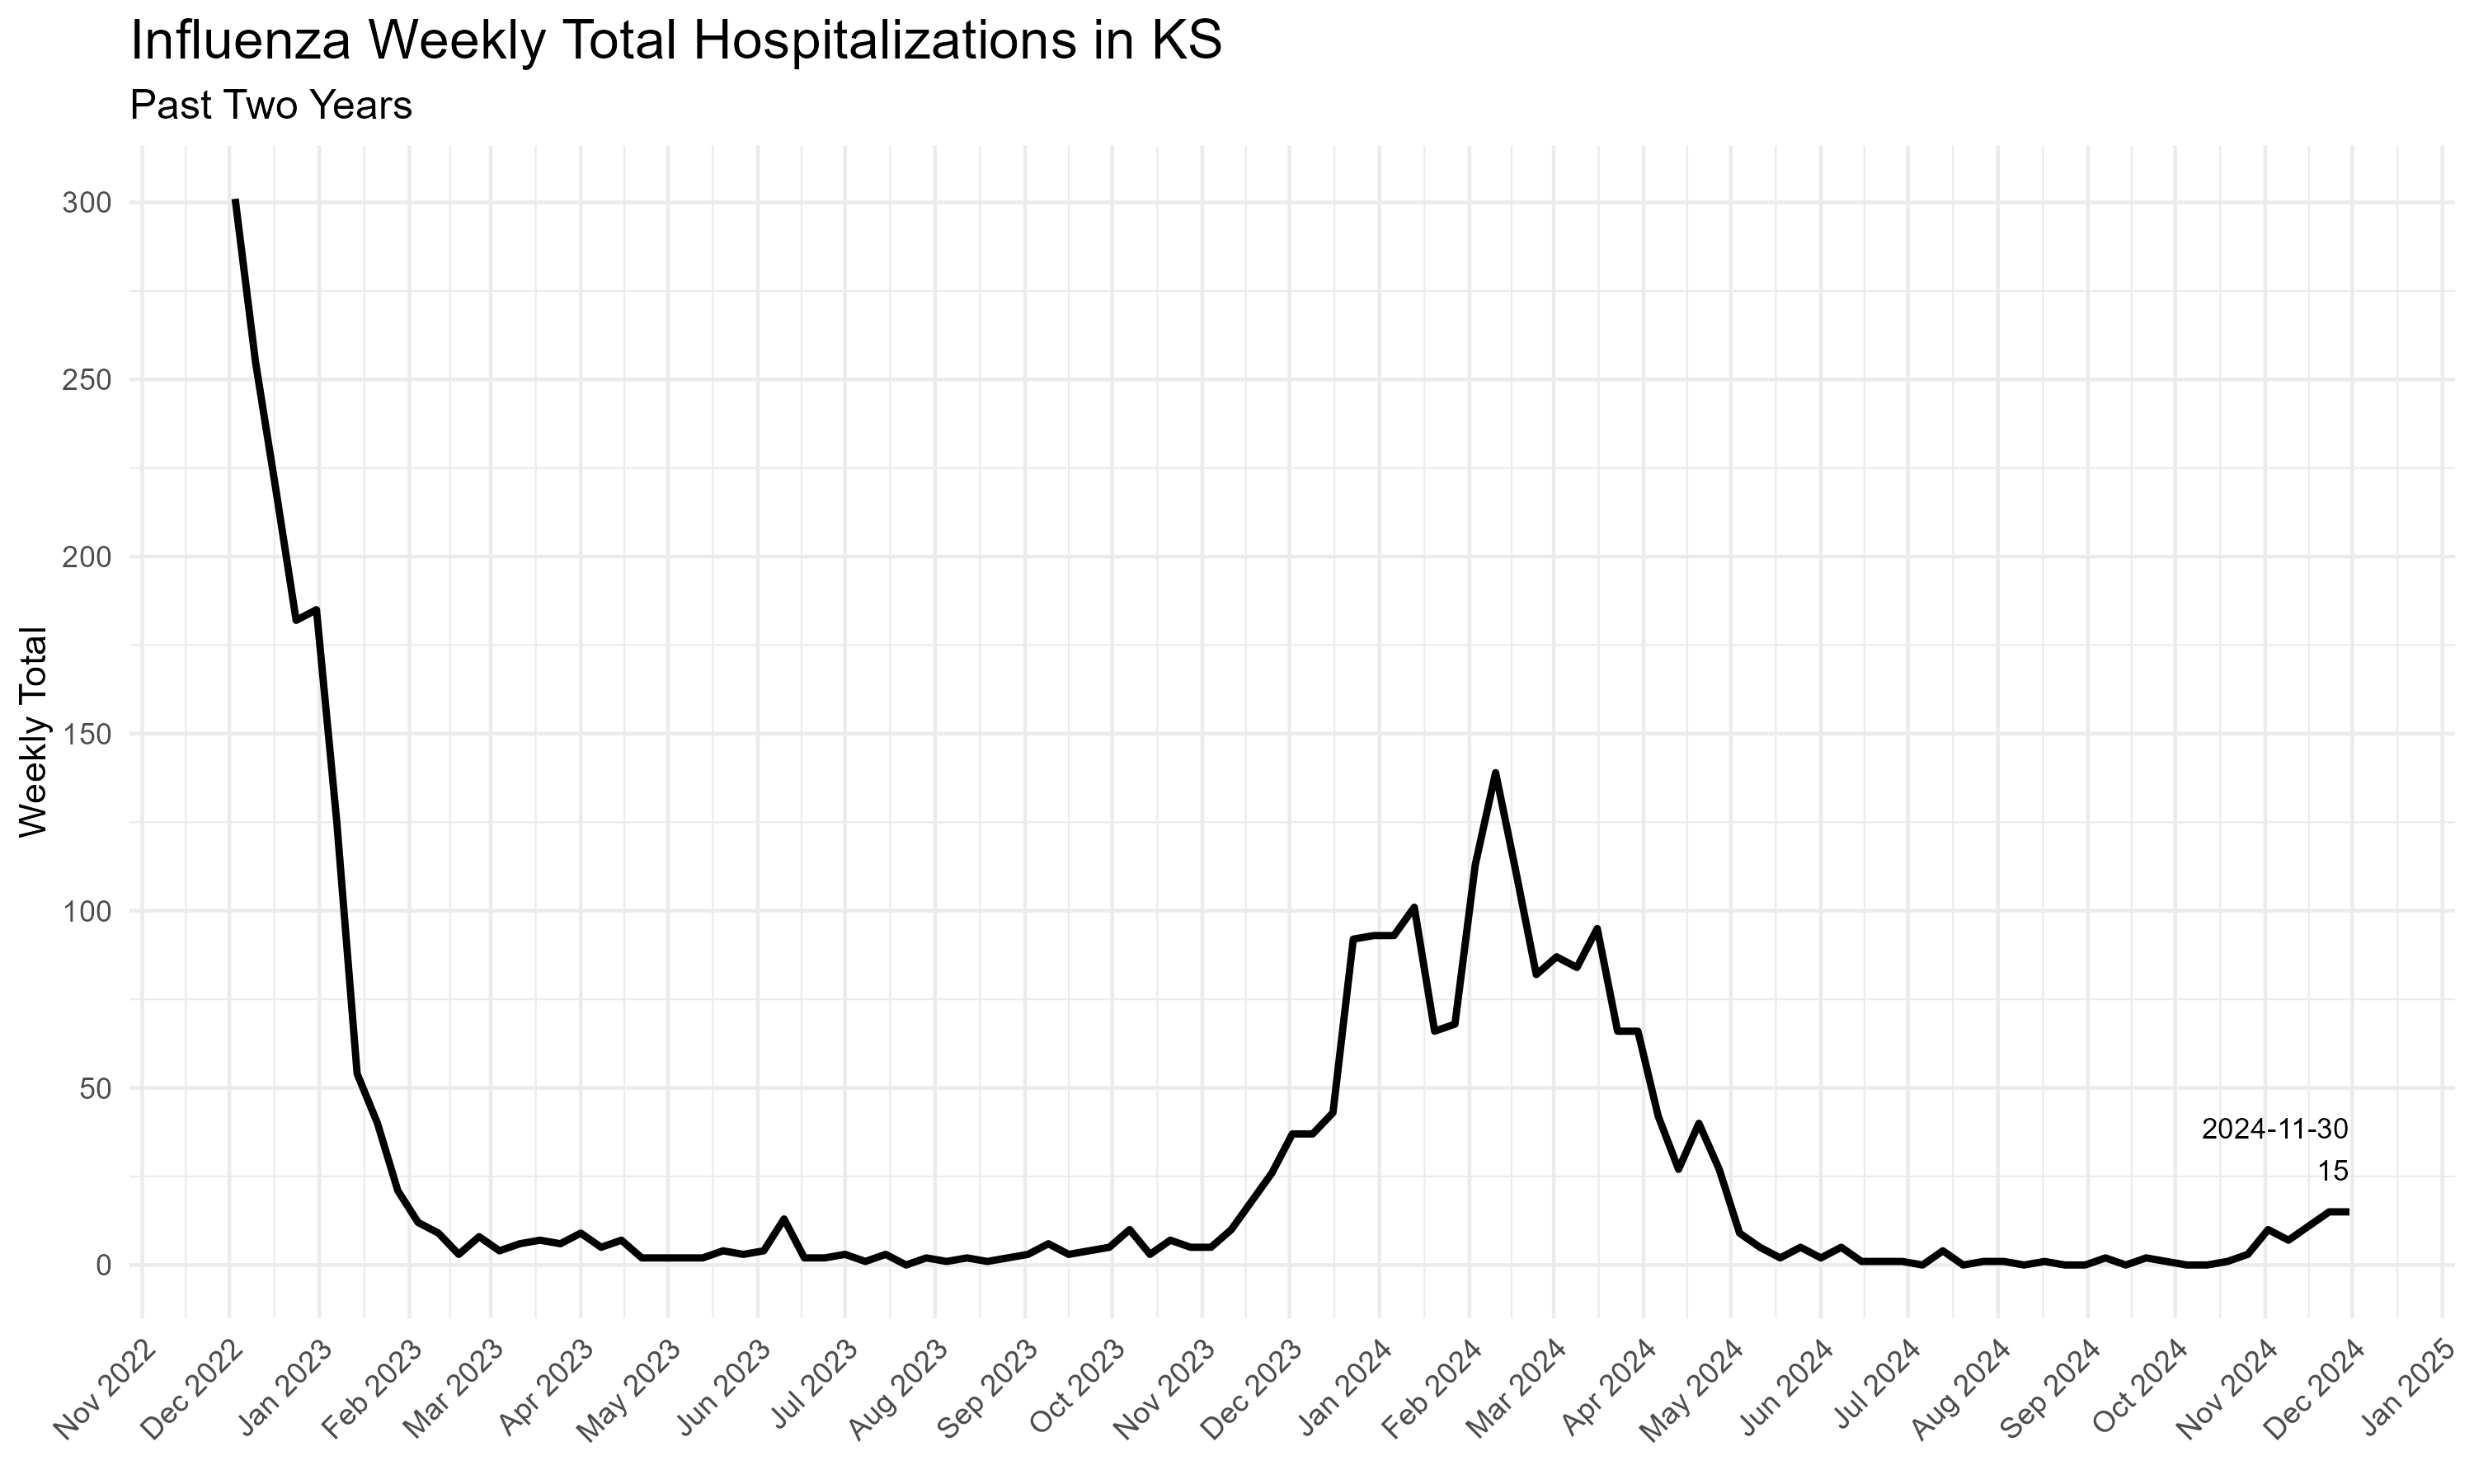 Influenza Weekly Total Hospitalizations in KS
Past Two Years
Weekly Total
300
250
200
150
100
50
0
2024-11-30
15
Nov 2022
Dec 2022
Jan 2023
Feb 2023
Mar 2023
Apr 2023
May 2023
Jun 2023
Jul 2023
Aug 2023
Sep 2023
Oct 2023
Nov 2023
Dec 2023
Jan 2024
Feb 2024
Mar 2024
Apr 2024
May 2024
Jun 2024
Jul 2024
Aug 2024
Sep 2024
Oct 2024
Nov 2024
Dec 2024
Jan 2025